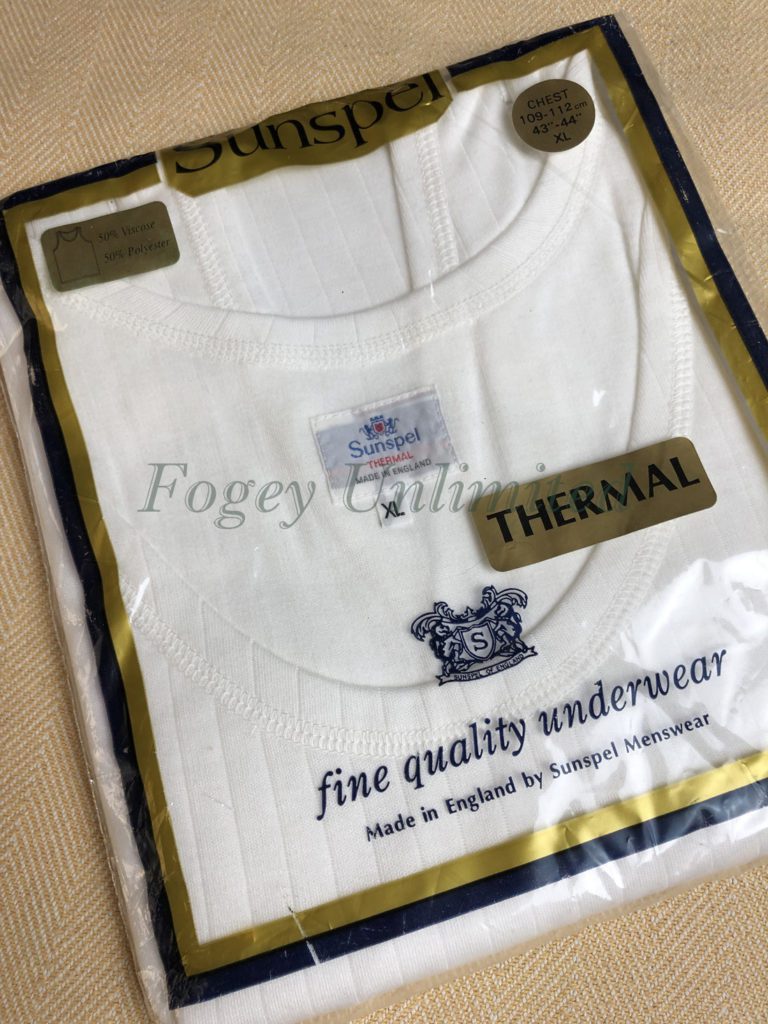 Sunspel
CHEST
109-112 cm
43"-44"
XL
50% Viscose
50% Polyester
Sunspel
THERMAL
MADE IN ENGLAND
XL
THERMAL
Fogey Unlimited
S
SUNSPEL OF ENGLAND
fine quality underwear
Made in England by Sunspel Menswear